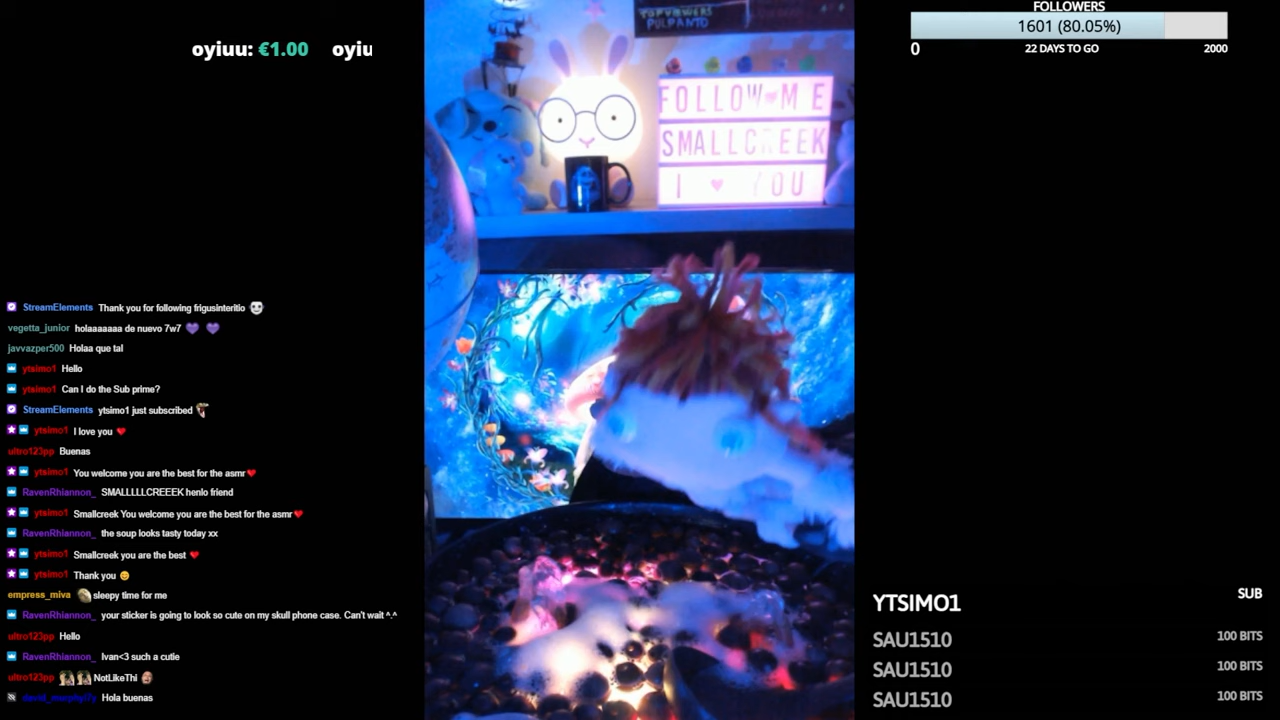 oyiuu: €1.00 oyiu
TOPVIEWERS
PULPANTO
FOLLOW ME
SMALLCREEK
I ♥ YOU
FOLLOWERS
1601 (80.05%)
0 22 DAYS TO GO 2000
StreamElements Thank you for following frigusinteritio
vegetta_junior holaaaaaaa de nuevo 7w7 💜 💜
javvazper500 Holaa que tal
ytsimo1 Hello
ytsimo1 Can I do the Sub prime?
StreamElements ytsimo1 just subscribed
ytsimo1 I love you ❤
ultro123pp Buenas
ytsimo1 You welcome you are the best for the asmr❤
RavenRhiannon_ SMALLLLLCREEEK henlo friend
ytsimo1 Smallcreek You welcome you are the best for the asmr❤
RavenRhiannon_ the soup looks tasty today xx
ytsimo1 Smallcreek you are the best ❤
ytsimo1 Thank you 😊
empress_miva sleepy time for me
RavenRhiannon_ your sticker is going to look so cute on my skull phone case. Can't wait ^.^
ultro123pp Hello
RavenRhiannon_ Ivan<3 such a cutie
ultro123pp NotLikeThi
Hola buenas
YTSIMO1 SUB
SAU1510 100 BITS
SAU1510 100 BITS
SAU1510 100 BITS